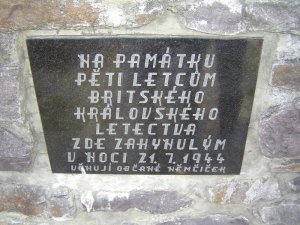 NA PAMÁTKU
PĚTI LETCŮM
BRITSKÉHO
KRÁLOVSKÉHO
LETECTVA
ZDE ZAHYNULÝM
V NOCI 21.7.1944
VĚNUJÍ OBČANÉ NĚMČIČEK